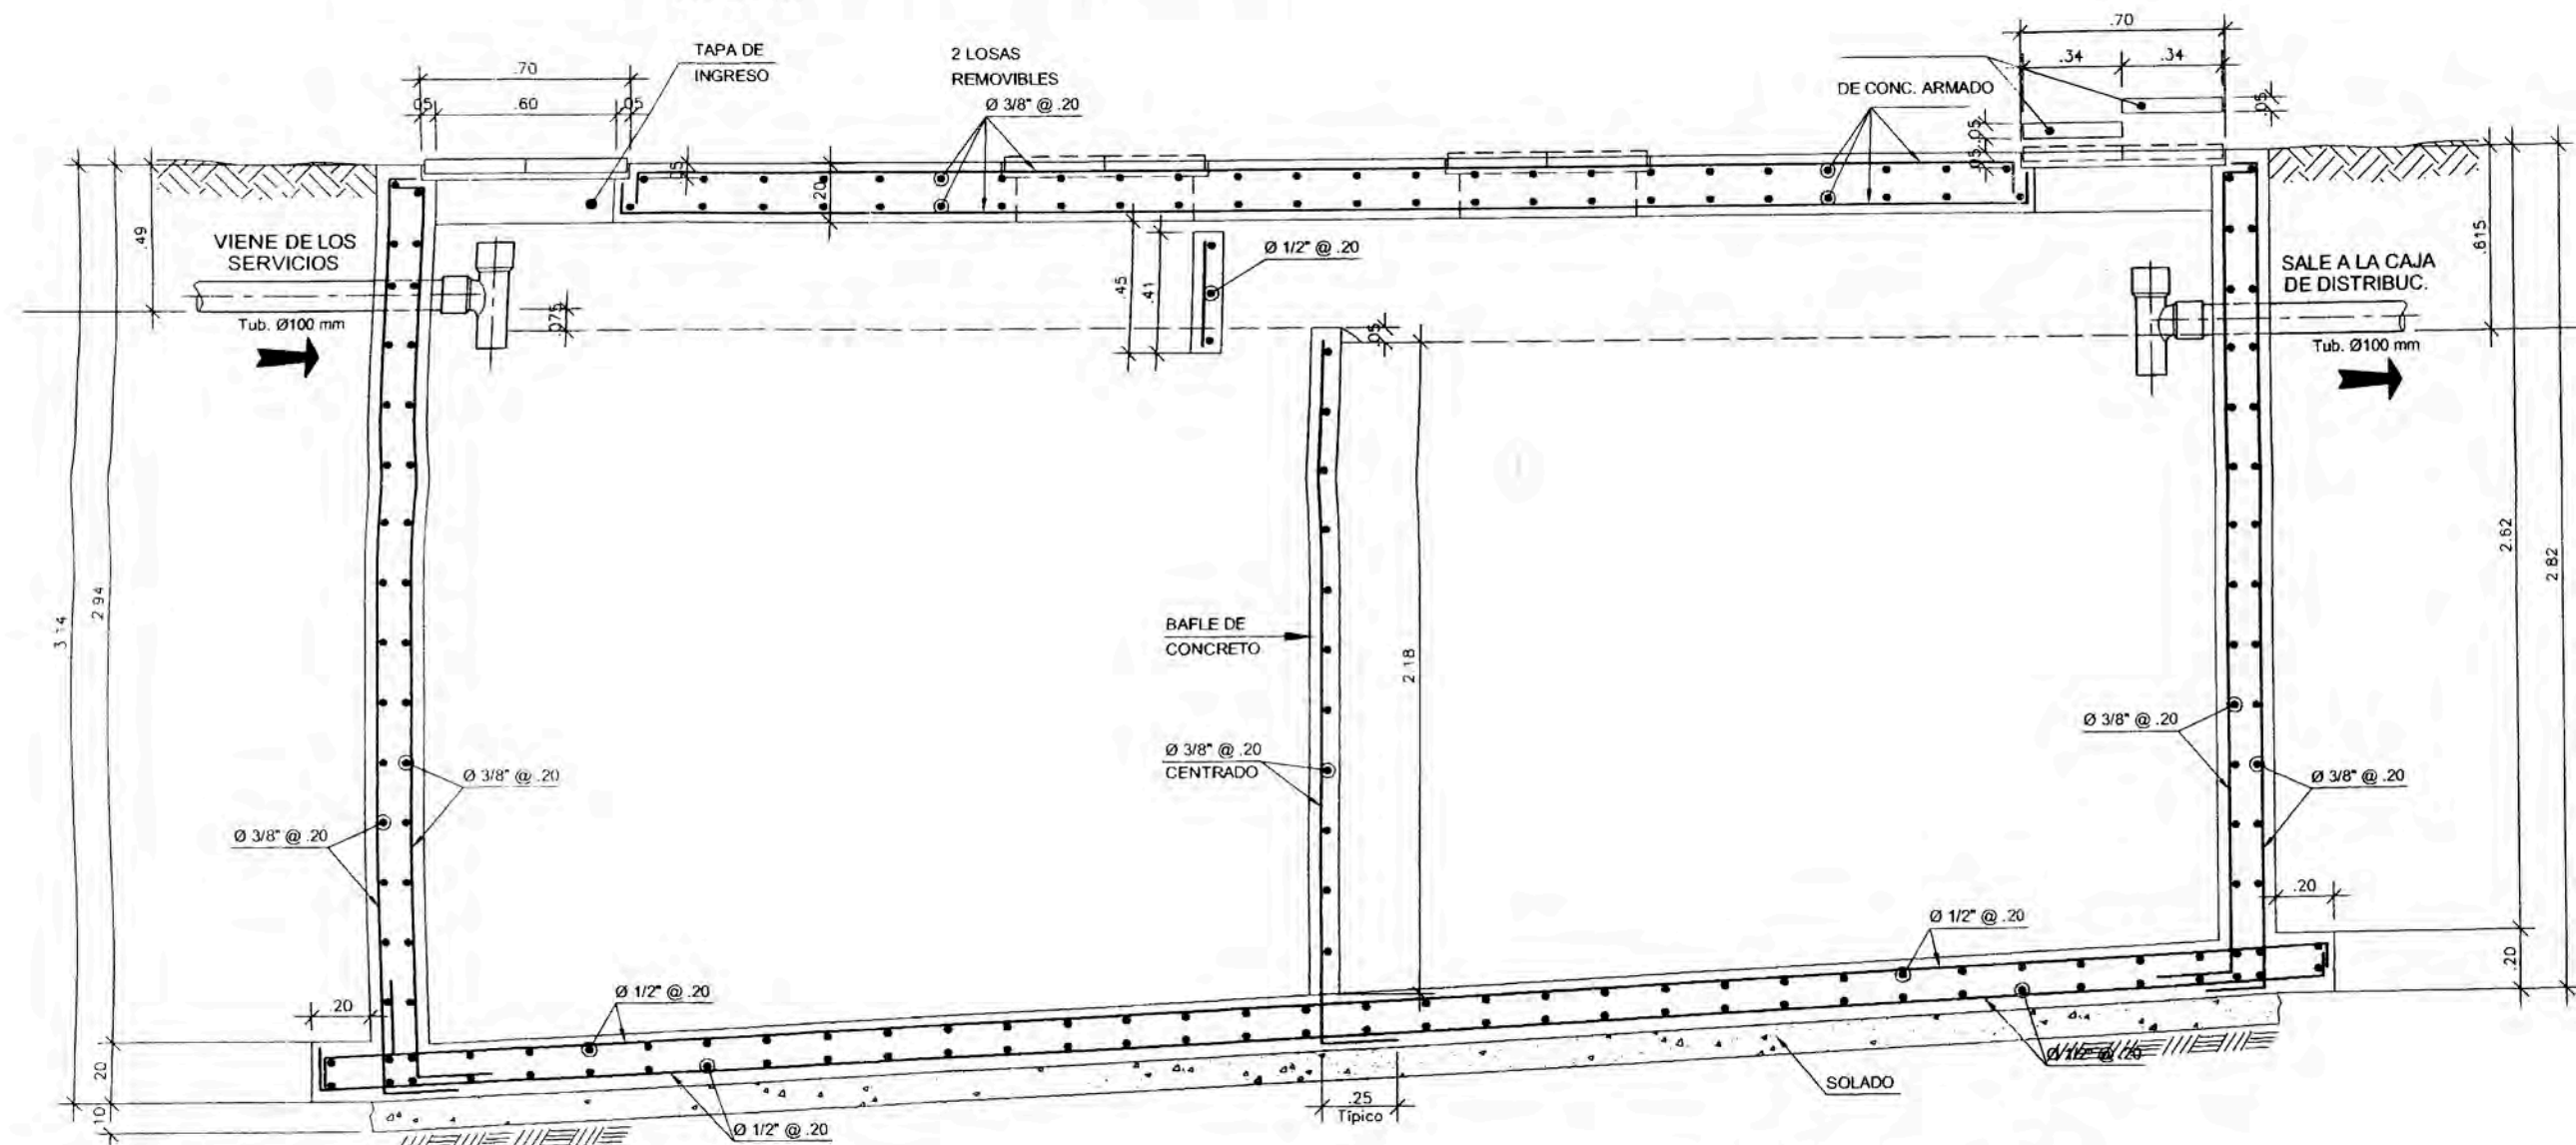 .70
.34 .34
.05
.05
.05
TAPA DE
INGRESO
2 LOSAS
REMOVIBLES
Ø 3/8" @ .20
DE CONC. ARMADO
.70
.05 .60 .05
.20
.49
VIENE DE LOS
SERVICIOS
Tub. Ø100 mm
.075
.45
.41
Ø 1/2" @ .20
.05
.615
SALE A LA CAJA
DE DISTRIBUC.
Tub. Ø100 mm
2.94
2.18
2.62
2.82
BAFLE DE
CONCRETO
Ø 3/8" @ .20
CENTRADO
Ø 3/8" @ .20
Ø 3/8" @ .20
Ø 3/8" @ .20
Ø 3/8" @ .20
.20
.20
Ø 1/2" @ .20
Ø 1/2" @ .20
.20
.20
.10
Ø 1/2" @ .20
Ø 1/2" @ .20
SOLADO
.25
Típico